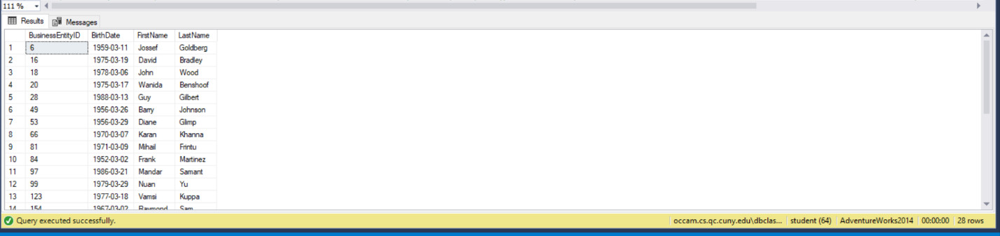 111 %
Results Messages
BusinessEntityID BirthDate FirstName LastName
1 6 1959-03-11 Jossef Goldberg
2 16 1975-03-19 David Bradley
3 18 1978-03-06 John Wood
4 20 1975-03-17 Wanida Benshoof
5 28 1988-03-13 Guy Gilbert
6 49 1956-03-26 Barry Johnson
7 53 1956-03-29 Diane Glimp
8 66 1970-03-07 Karan Khanna
9 81 1971-03-09 Mihail Frintu
10 84 1952-03-02 Frank Martinez
11 97 1986-03-21 Mandar Samant
12 99 1979-03-29 Nuan Yu
13 123 1977-03-18 Vamsi Kuppa
14 154 1967-03-02 Raymond Sam
Query executed successfully. occam.cs.qc.cuny.edu\dbclas... student (64) AdventureWorks2014 00:00:00 28 rows